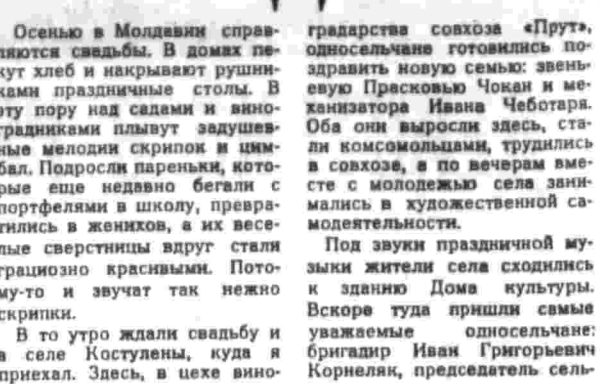 Осенью в Молдавии справ-
ляются свадьбы. В домах пе-
кут хлеб и накрывают рушни-
ками праздничные столы. В
эту пору над садами и вино-
градниками плывут задушев-
ные мелодии скрипок и цим-
бал. Подросли пареньки, кото-
рые еще недавно бегали с
портфелями в школу, превра-
тились в женихов, а их весе-
лые сверстницы вдруг стали
грациозно красивыми. Пото-
му-то и звучат так нежно
скрипки.
В то утро ждали свадьбу и
в селе Костулены, куда я
приехал. Здесь, в цехе вино-
градарства совхоза «Прут»,
односельчане готовились по-
здравить новую семью: звень-
евую Прасковью Чокан и ме-
ханизатора Ивана Чеботаря.
Оба они выросли здесь, ста-
ли комсомольцами, трудились
в совхозе, а по вечерам вме-
сте с молодежью села зани-
мались в художественной са-
модеятельности.
Под звуки праздничной му-
зыки жители села сходились
к зданию Дома культуры.
Вскоре туда пришли самые
уважаемые односельчане:
бригадир Иван Григорьевич
Корнеляк, председатель сель-